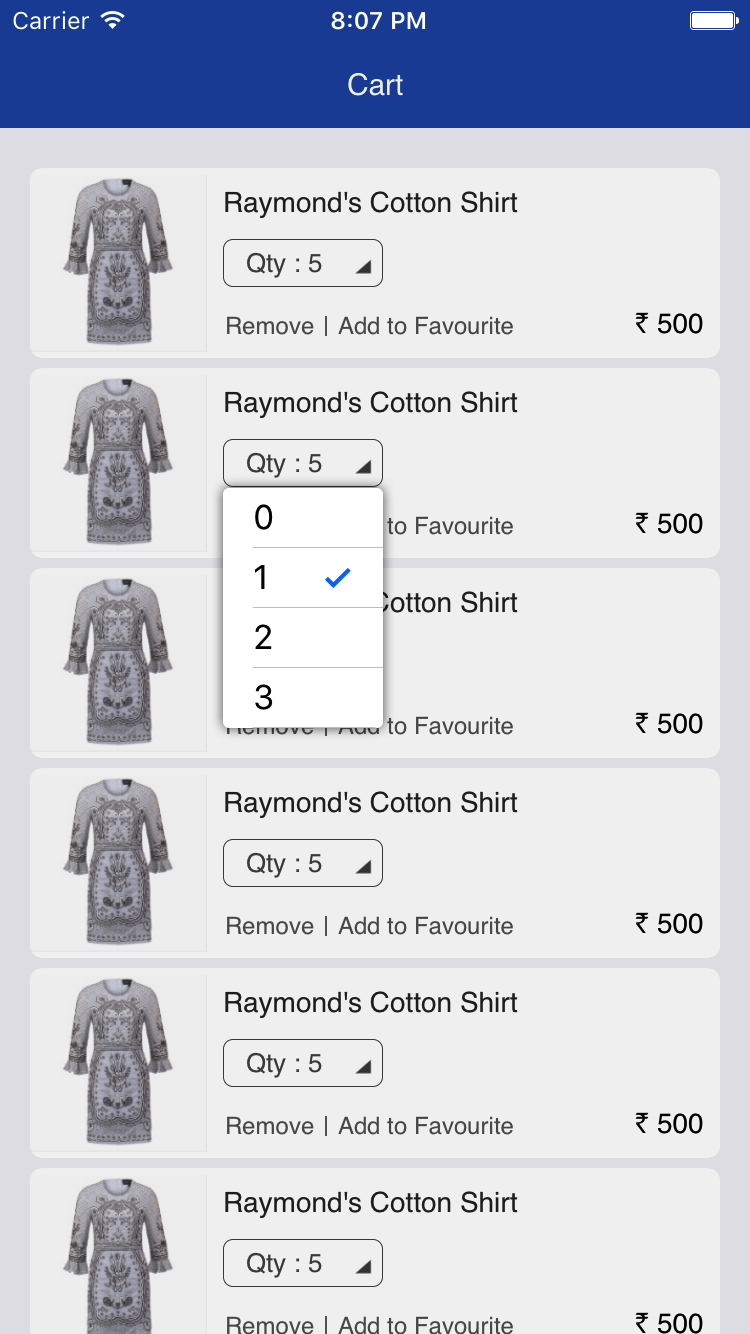 Carrier 8:07 PM
Cart
Raymond's Cotton Shirt
Qty : 5
Remove | Add to Favourite ₹ 500
Raymond's Cotton Shirt
Qty : 5
0
to Favourite ₹ 500
1
Cotton Shirt
2
3
Remove | Add to Favourite ₹ 500
Raymond's Cotton Shirt
Qty : 5
Remove | Add to Favourite ₹ 500
Raymond's Cotton Shirt
Qty : 5
Remove | Add to Favourite ₹ 500
Raymond's Cotton Shirt
Qty : 5
Remove | Add to Favourite ₹ 500